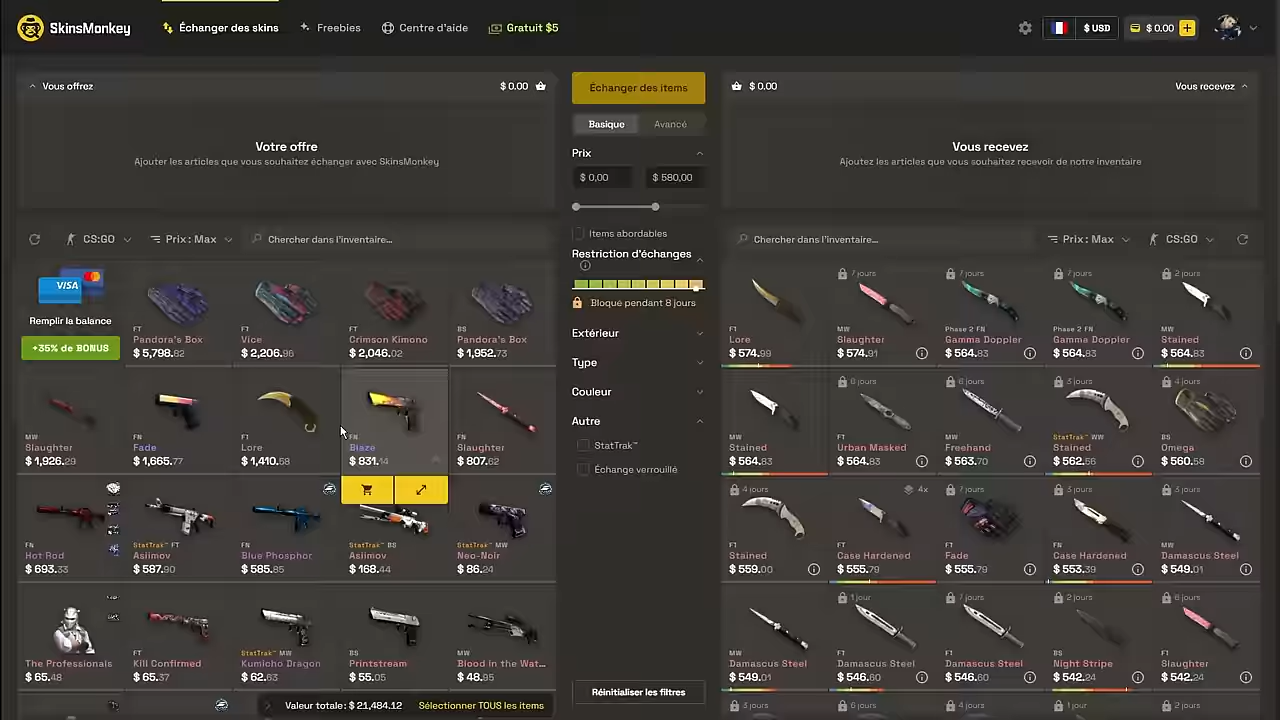 SkinsMonkey
Échanger des skins
Freebies
Centre d'aide
Gratuit $5
$ USD
$ 0.00
Vous offrez
$ 0.00
Votre offre
Ajouter les articles que vous souhaitez échanger avec SkinsMonkey
Échanger des items
Basique
Avancé
Prix
$ 0,00
$ 580,00
Items abordables
Restriction d'échanges
Bloqué pendant 8 jours
Extérieur
Type
Couleur
Autre
StatTrak™
Échange verrouillé
Réinitialiser les filtres
$ 0.00
Vous recevez
Vous recevez
Ajoutez les articles que vous souhaitez recevoir de notre inventaire
CS:GO
Prix : Max
Chercher dans l'inventaire...
VISA
Remplir la balance
+35% de BONUS
FT
Pandora's Box
$ 5,798.82
FT
Vice
$ 2,206.96
FT
Crimson Kimono
$ 2,046.02
BS
Pandora's Box
$ 1,952.73
MW
Slaughter
$ 1,926.29
FN
Fade
$ 1,665.77
FT
Lore
$ 1,410.58
FN
Blaze
$ 831.14
FN
Slaughter
$ 807.62
FN
Hot Rod
$ 693.33
StatTrak™ FT
Asiimov
$ 587.90
FN
Blue Phosphor
$ 585.85
StatTrak™ BS
Asiimov
$ 168.44
StatTrak™ MW
Neo-Noir
$ 86.24
The Professionals
$ 65.48
FT
Kill Confirmed
$ 65.37
StatTrak™ MW
Kumicho Dragon
$ 62.63
FT
Printstream
$ 55.05
MW
Blood in the Wat...
$ 48.95
Valeur totale: $ 21,484.12
Sélectionner TOUS les items
Chercher dans l'inventaire...
Prix : Max
CS:GO
FT
Lore
$ 574.99
7 jours
MW
Slaughter
$ 574.91
7 jours
Phase 2 FN
Gamma Doppler
$ 564.83
7 jours
Phase 2 FN
Gamma Doppler
$ 564.83
2 jours
MW
Stained
$ 564.83
MW
Stained
$ 564.83
6 jours
FT
Urban Masked
$ 564.83
6 jours
MW
Freehand
$ 563.70
3 jours
StatTrak™ WW
Stained
$ 562.56
4 jours
BS
Omega
$ 560.58
4 jours
FT
Stained
$ 559.00
4x
FT
Case Hardened
$ 555.79
7 jours
FT
Fade
$ 555.79
3 jours
FN
Case Hardened
$ 553.39
3 jours
MW
Damascus Steel
$ 549.01
MW
Damascus Steel
$ 549.01
1 jour
FT
Damascus Steel
$ 546.60
7 jours
FT
Damascus Steel
$ 546.60
2 jours
BS
Night Stripe
$ 542.24
6 jours
FT
Slaughter
$ 542.24
3 jours
6 jours
4 jours
1 jour
2 jours